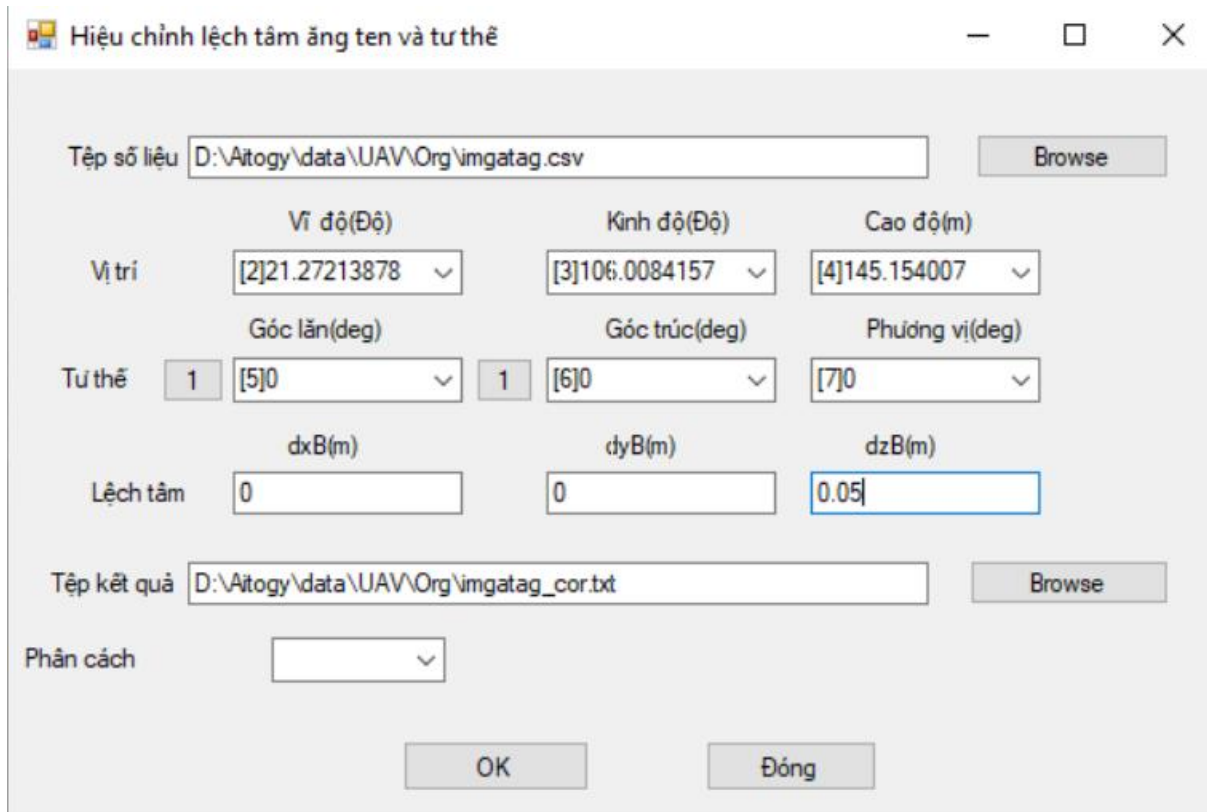 Hiệu chỉnh lệch tâm ăng ten và tư thế
Tệp số liệu D:\Aitogy\data\UAV\Org\imgatag.csv Browse
Vĩ độ(Độ) Kinh độ(Độ) Cao độ(m)
Vị trí [2]21.27213878 [3]106.0084157 [4]145.154007
Góc lăn(deg) Góc trúc(deg) Phương vị(deg)
Tư thế 1 [5]0 1 [6]0 [7]0
dxB(m) dyB(m) dzB(m)
Lệch tâm 0 0 0.05
Tệp kết quả D:\Aitogy\data\UAV\Org\imgatag_cor.txt Browse
Phân cách
OK Đóng